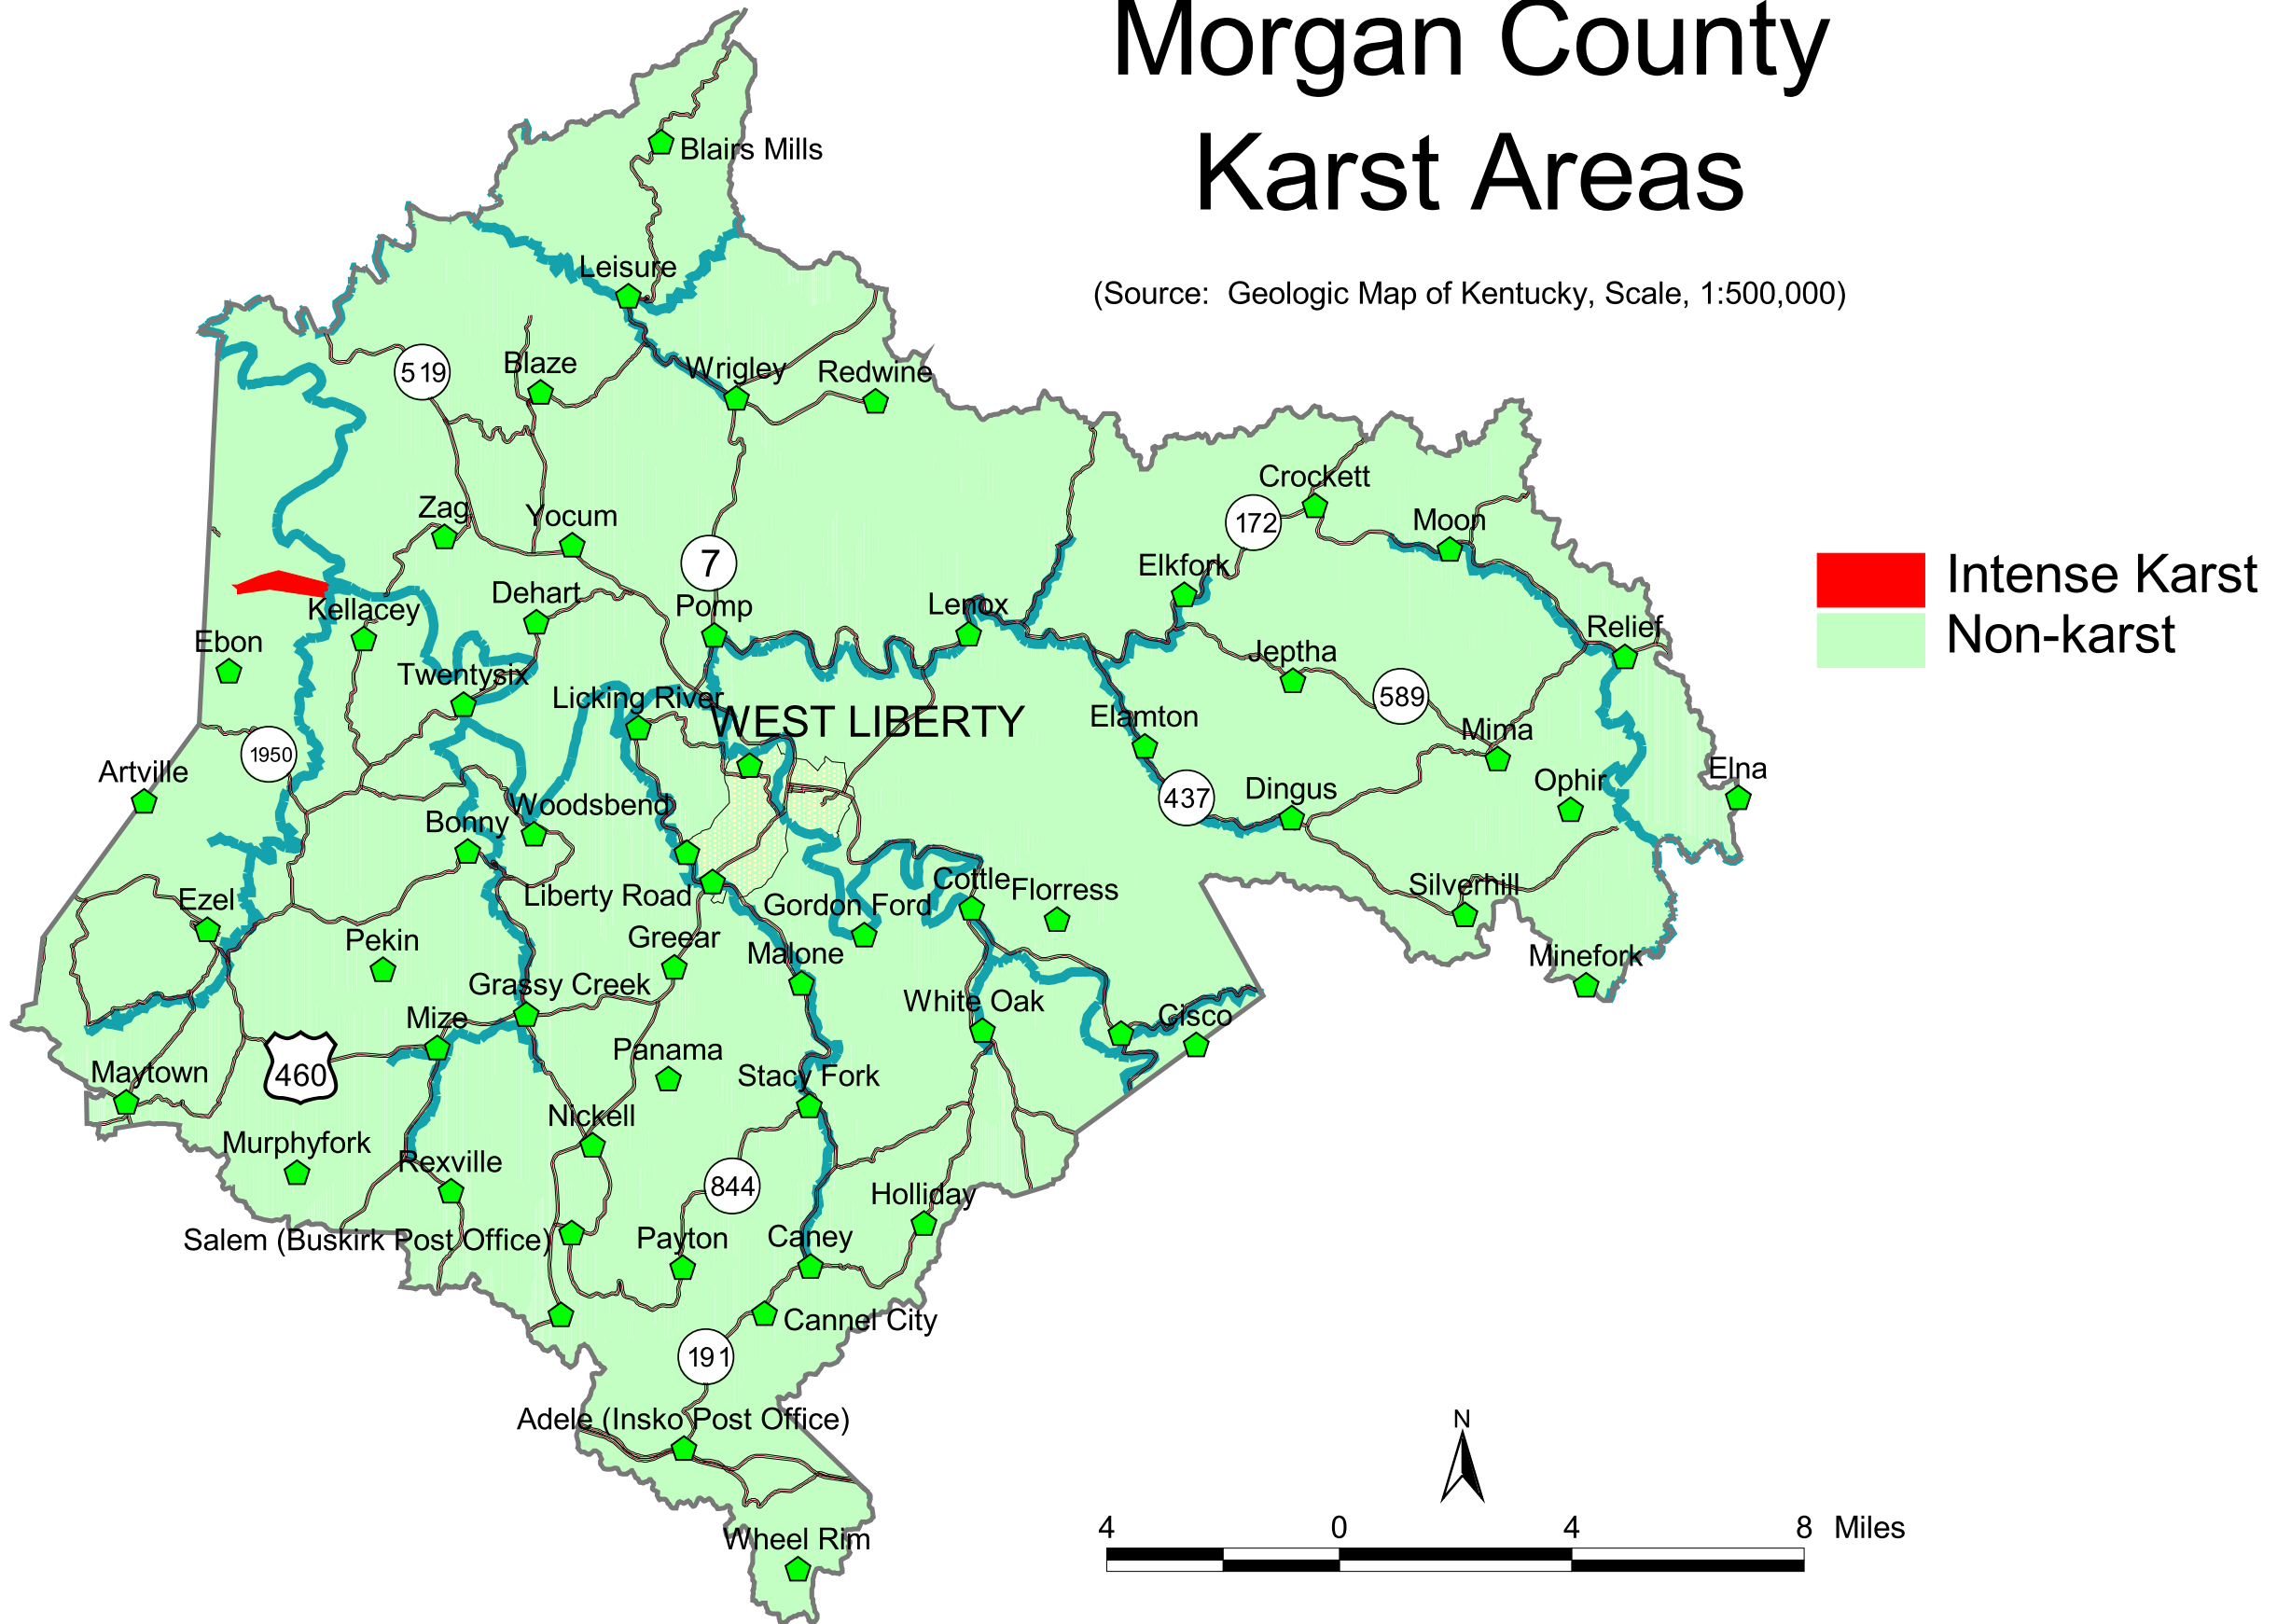 Morgan County
Karst Areas
(Source:  Geologic Map of Kentucky, Scale, 1:500,000)
Blairs Mills
Leisure
519
Blaze
Wrigley
Redwine
Crockett
172
Moon
Zag
Yocum
7
Elkfork
Intense Karst
Non-karst
Dehart
Pomp
Lenox
Kellacey
Ebon
Relief
Jeptha
Twentysix
Licking River
589
WEST LIBERTY
Elamton
Mima
1950
Artville
Ophir
Elna
437
Dingus
Woodsbend
Bonny
Ezel
Liberty Road
Gordon Ford
Cottle
Florress
Silverhill
Pekin
Greear
Malone
Minefork
Grassy Creek
White Oak
Mize
Cisco
Panama
460
Maytown
Stacy Fork
Nickell
Murphyfork
Rexville
844
Holliday
Salem (Buskirk Post Office)
Payton
Caney
Cannel City
191
Adele (Insko Post Office)
N
Wheel Rim
4 0 4 8 Miles